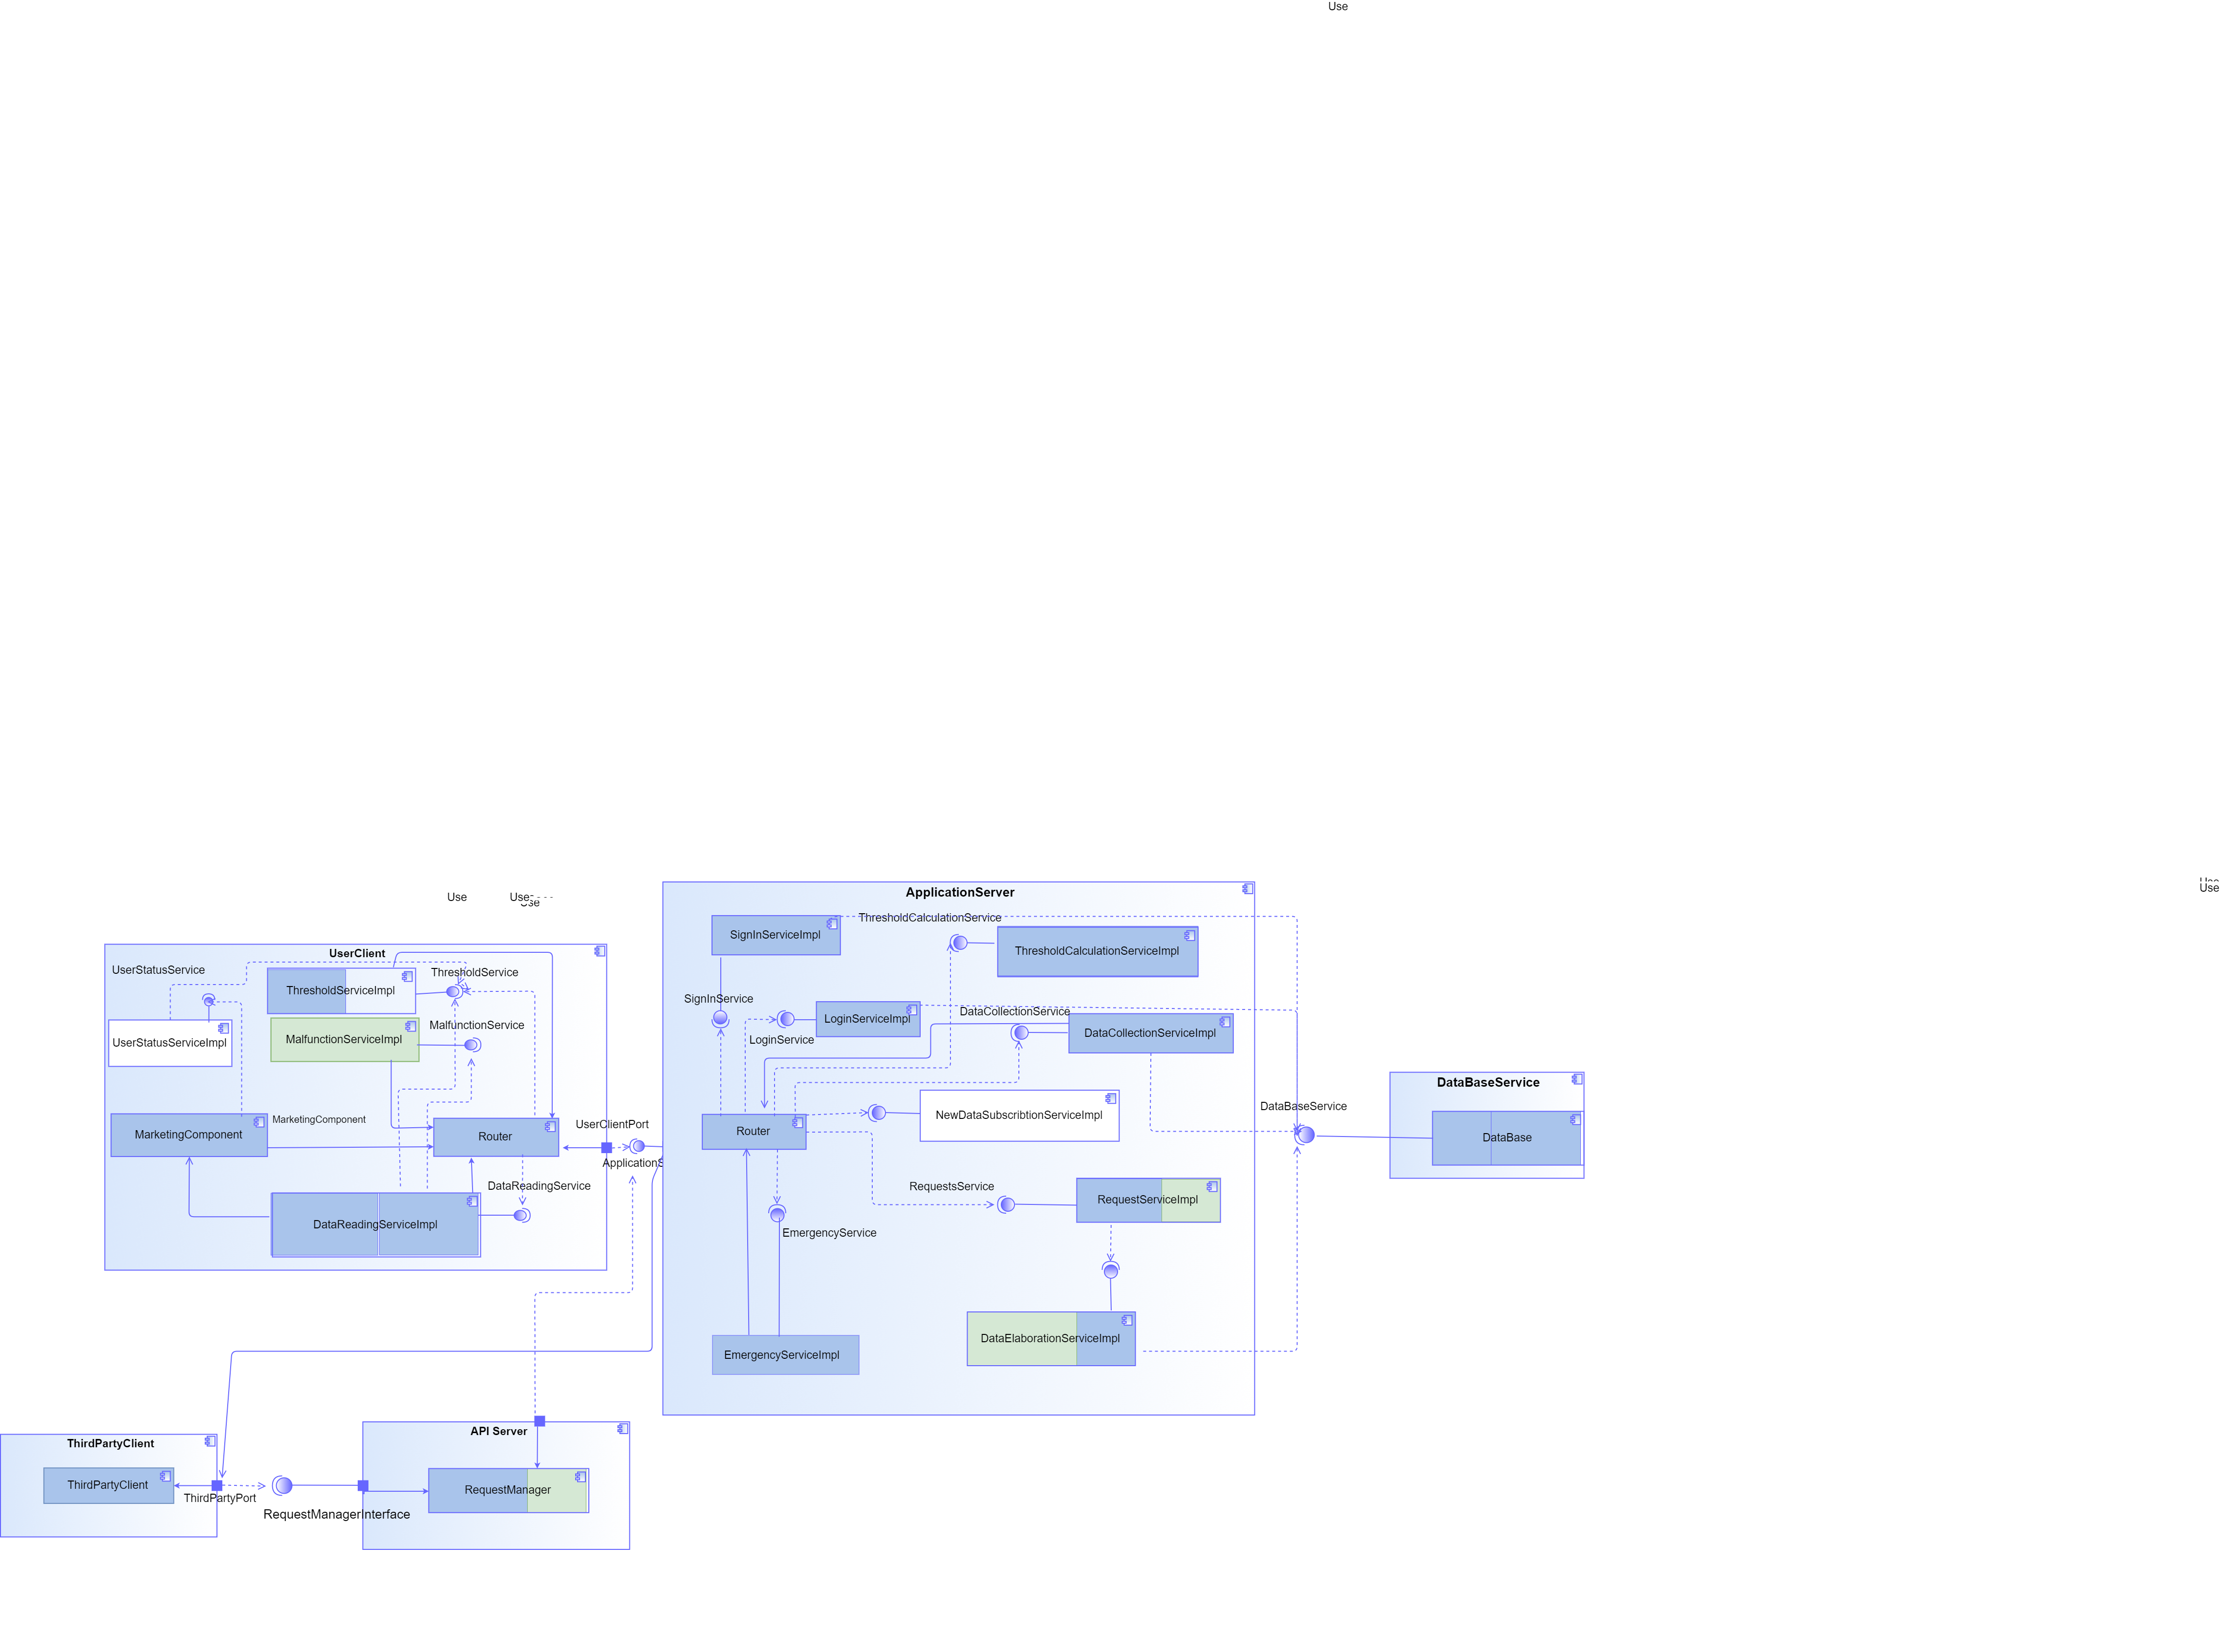 Use
Use
Use
Use
Use
Use
ApplicationServer
SignInServiceImpl
ThresholdCalculationService
ThresholdCalculationServiceImpl
SignInService
LoginServiceImpl
LoginService
DataCollectionService
DataCollectionServiceImpl
NewDataSubscribtionServiceImpl
Router
RequestsService
RequestServiceImpl
EmergencyService
DataElaborationServiceImpl
EmergencyServiceImpl
UserClient
UserStatusService
ThresholdService
ThresholdServiceImpl
MalfunctionService
MalfunctionServiceImpl
UserStatusServiceImpl
MarketingComponent
MarketingComponent
Router
UserClientPort
ApplicationS
DataReadingService
DataReadingServiceImpl
DataBaseService
DataBaseService
DataBase
ThirdPartyClient
ThirdPartyClient
ThirdPartyPort
RequestManagerInterface
API Server
RequestManager